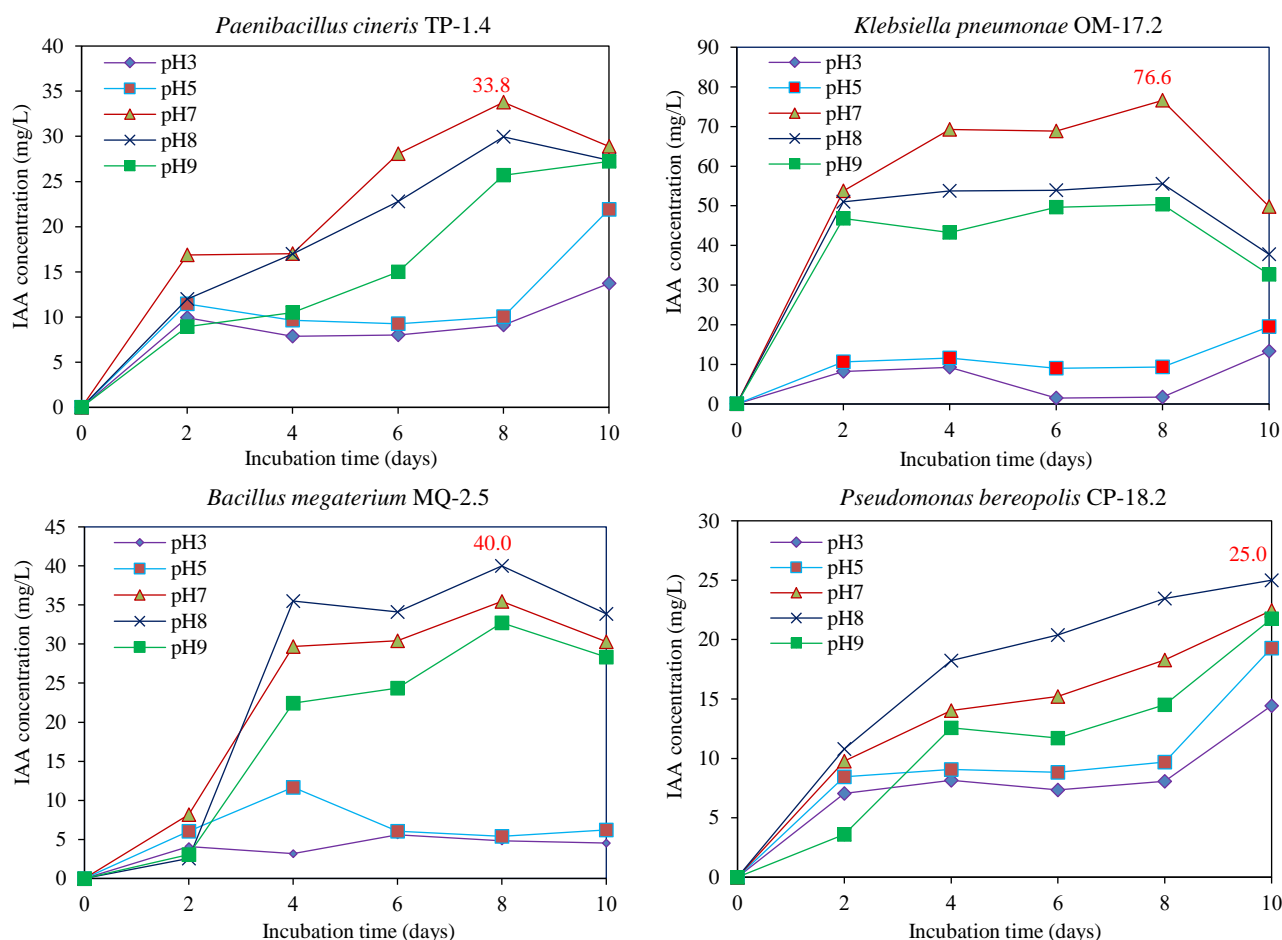 Paenibacillus cineris TP-1.4
IAA concentration (mg/L)
40
35
30
25
20
15
10
5
0
pH3
pH5
pH7
pH8
pH9
33.8
0 2 4 6 8 10
Incubation time (days)
Klebsiella pneumonae OM-17.2
IAA concentration (mg/L)
90
80
70
60
50
40
30
20
10
0
pH3
pH5
pH7
pH8
pH9
76.6
0 2 4 6 8 10
Incubation time (days)
Bacillus megaterium MQ-2.5
IAA concentration (mg/L)
45
40
35
30
25
20
15
10
5
0
pH3
pH5
pH7
pH8
pH9
40.0
0 2 4 6 8 10
Incubation time (days)
Pseudomonas bereopolis CP-18.2
IAA concentration (mg/L)
30
25
20
15
10
5
0
pH3
pH5
pH7
pH8
pH9
25.0
0 2 4 6 8 10
Incubation time (days)